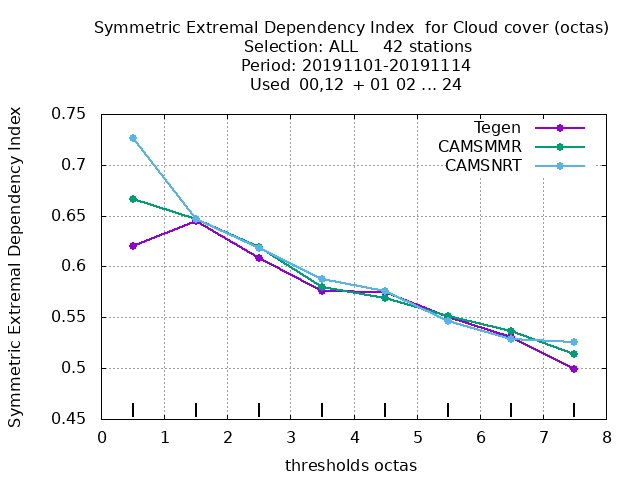 Symmetric Extremal Dependency Index  for Cloud cover (octas)
Selection: ALL     42 stations
Period: 20191101-20191114
Used  00,12  + 01 02 ... 24
Symmetric Extremal Dependency Index
0.75
0.7
0.65
0.6
0.55
0.5
0.45
Tegen
CAMSMMR
CAMSNRT
0 1 2 3 4 5 6 7 8
thresholds octas